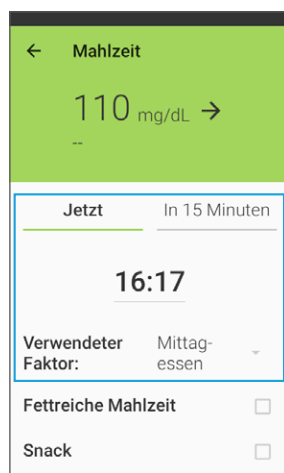 ← Mahlzeit
110 mg/dL →
--
Jetzt In 15 Minuten
16:17
Verwendeter Mittag-
Faktor: essen
Fettreiche Mahlzeit
Snack